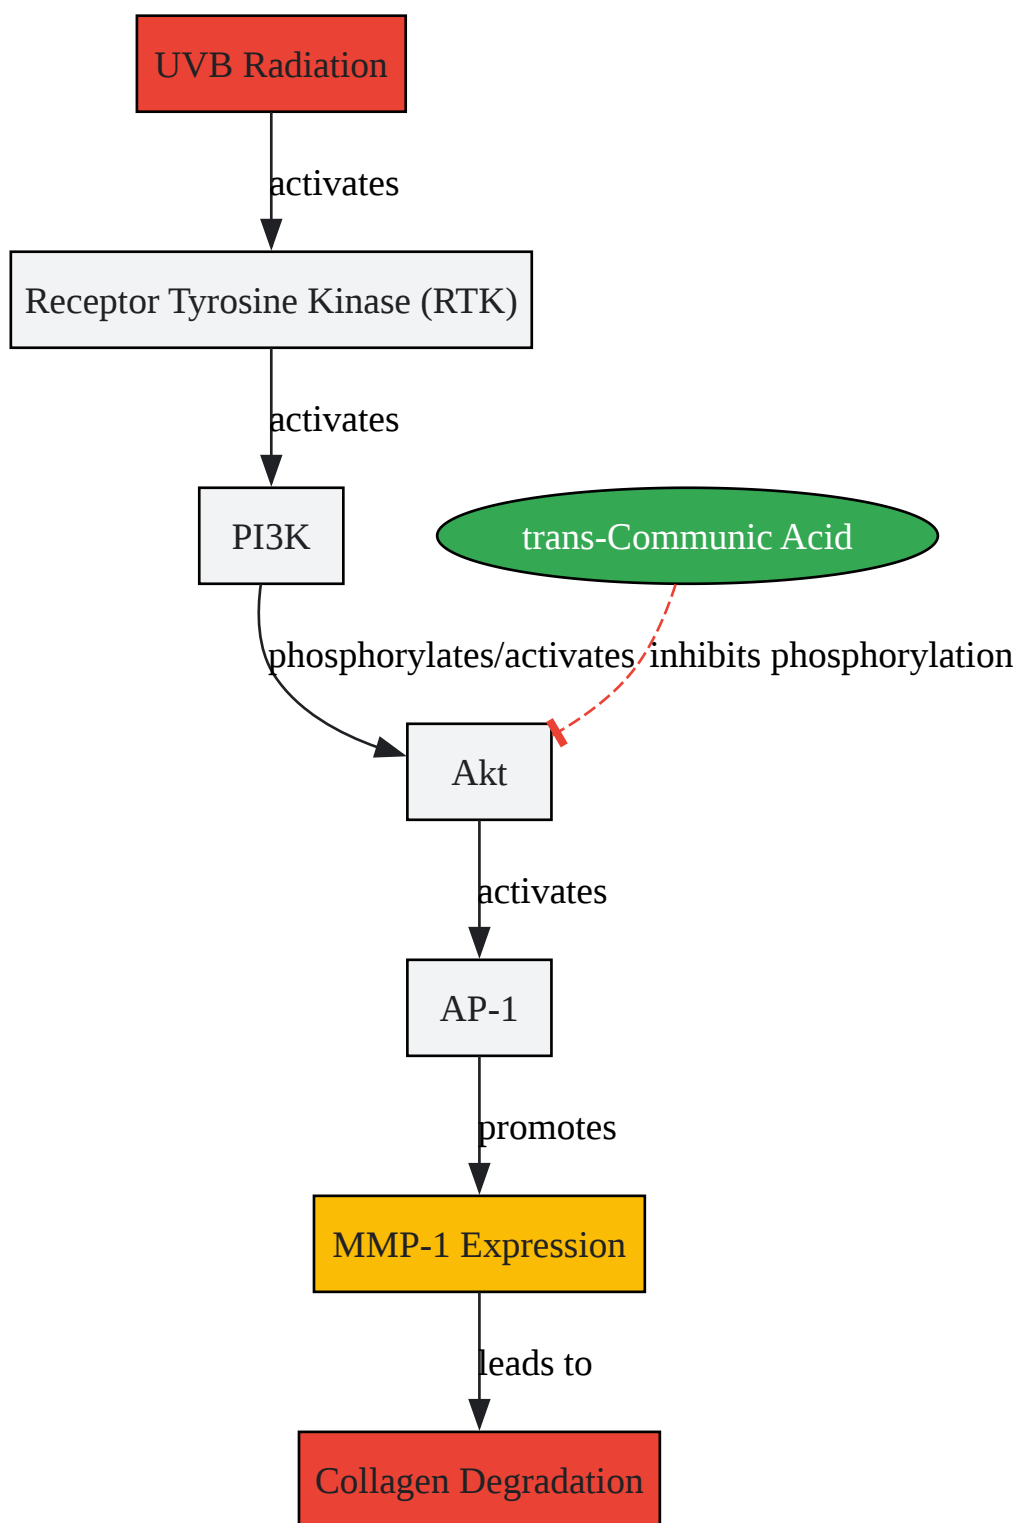 UVB Radiation
activates
Receptor Tyrosine Kinase (RTK)
activates
PI3K
trans-Communic Acid
phosphorylates/activates
inhibits phosphorylation
Akt
activates
AP-1
promotes
MMP-1 Expression
leads to
Collagen Degradation